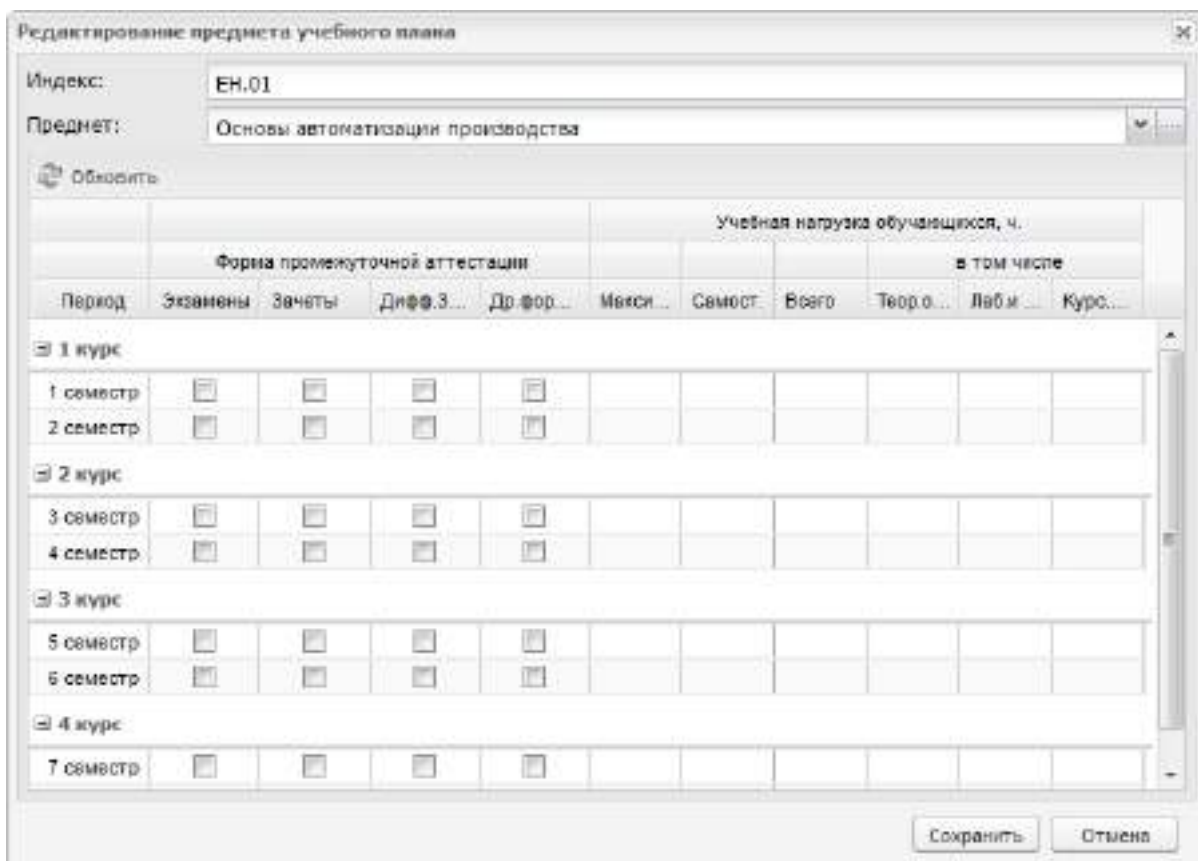 Редактирование предмета учебного плана
Индекс: ЕН.01
Предмет: Основы автоматизации производства
Обновить
Учебная нагрузка обучающихся, ч.
Форма промежуточной аттестации в том числе
Период Экзамены Зачеты Дифф.З... Др.фор... Макси... Самост. Всего Теор.о... Лаб.и ... Курс....
1 курс
1 семестр
2 семестр
2 курс
3 семестр
4 семестр
3 курс
5 семестр
6 семестр
4 курс
7 семестр
Сохранить Отмена